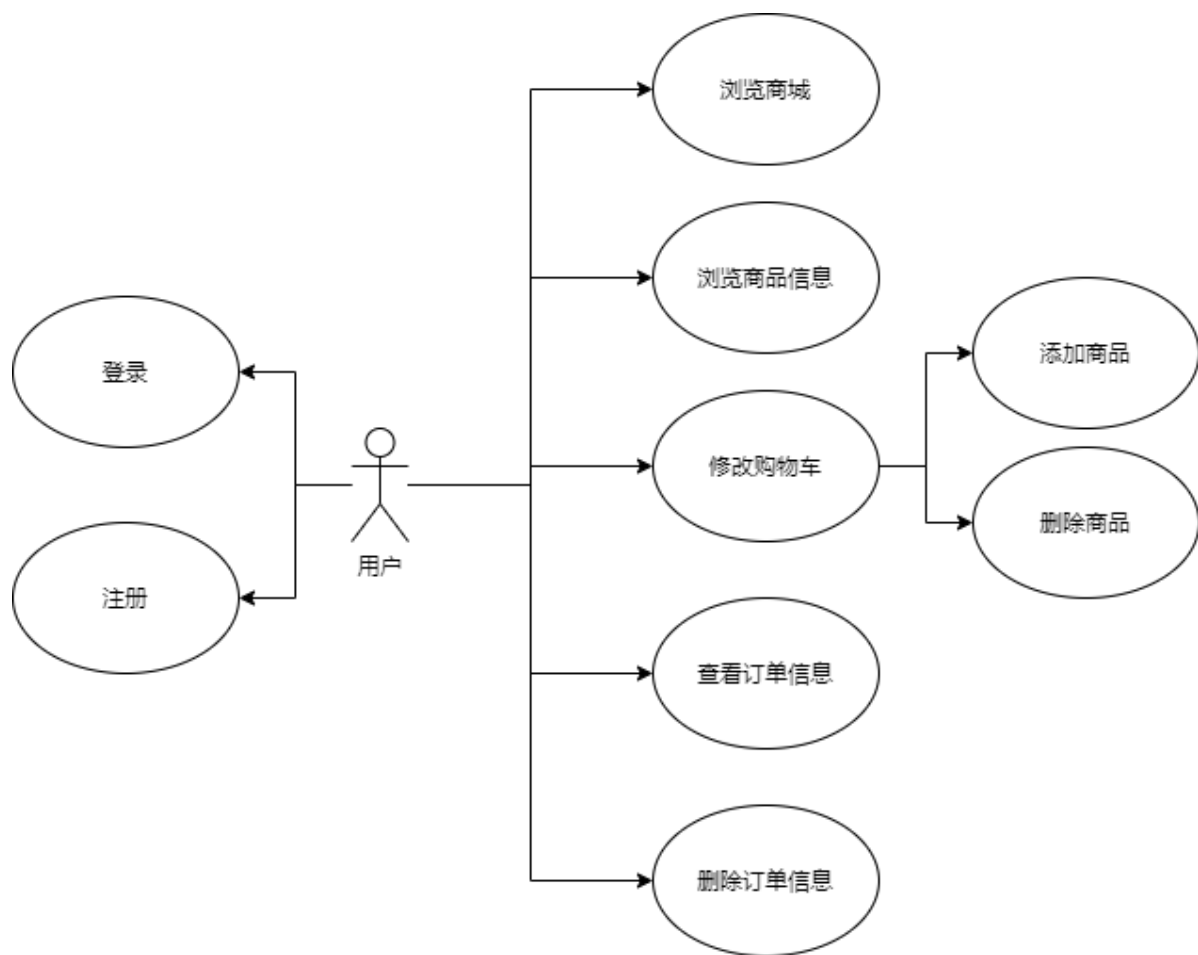 浏览商城
浏览商品信息
添加商品
登录
修改购物车
删除商品
用户
注册
查看订单信息
删除订单信息